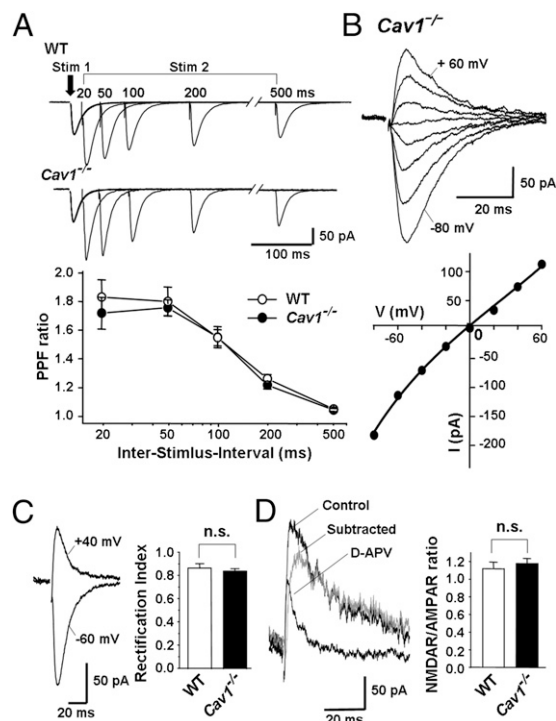 A
WT
Stim 1
Stim 2
20 50 100 200 500 ms
Cav1-/-
50 pA
100 ms
2.0
1.8
1.6
1.4
1.2
1.0
PPF ratio
WT
Cav1-/-
20 50 100 200 500
Inter-Stimlus-Interval (ms)
B
Cav1-/-
+ 60 mV
-80 mV
50 pA
20 ms
V (mV)
I (pA)
100
50
-60 0 60
-50
-100
-150
-200
C
+40 mV
-60 mV
50 pA
20 ms
n.s.
1.0
0.8
0.6
0.4
0.2
0
Rectification Index
WT
Cav1-/-
D
Control
Subtracted
D-APV
50 pA
20 ms
n.s.
1.2
1.0
0.8
0.6
0.4
0.2
0.0
NMDAR/AMPAR ratio
WT
Cav1-/-